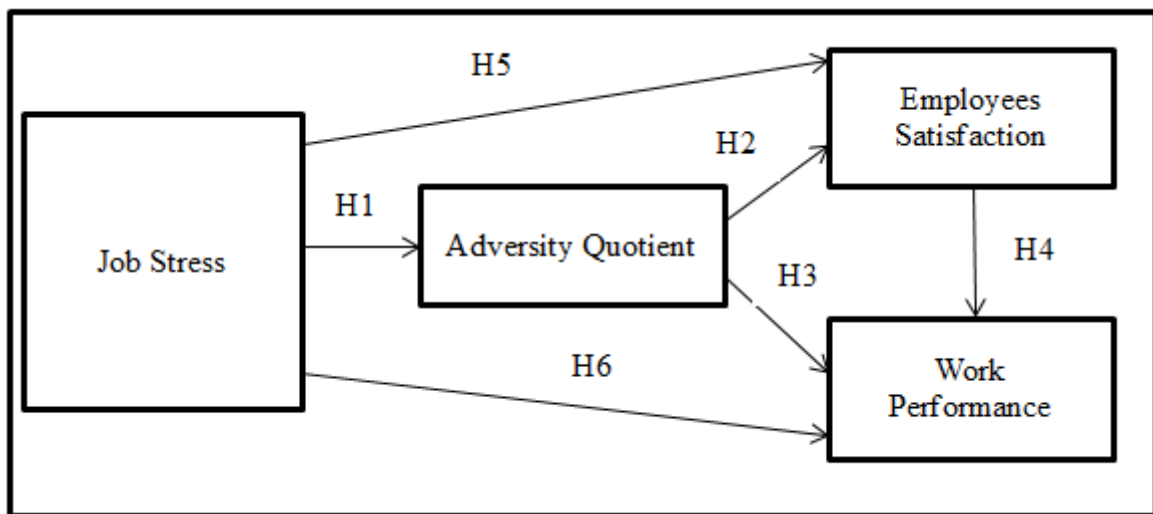 H5
Employees
Satisfaction
H2
H1
Job Stress
Adversity Quotient
H4
H3
H6
Work
Performance